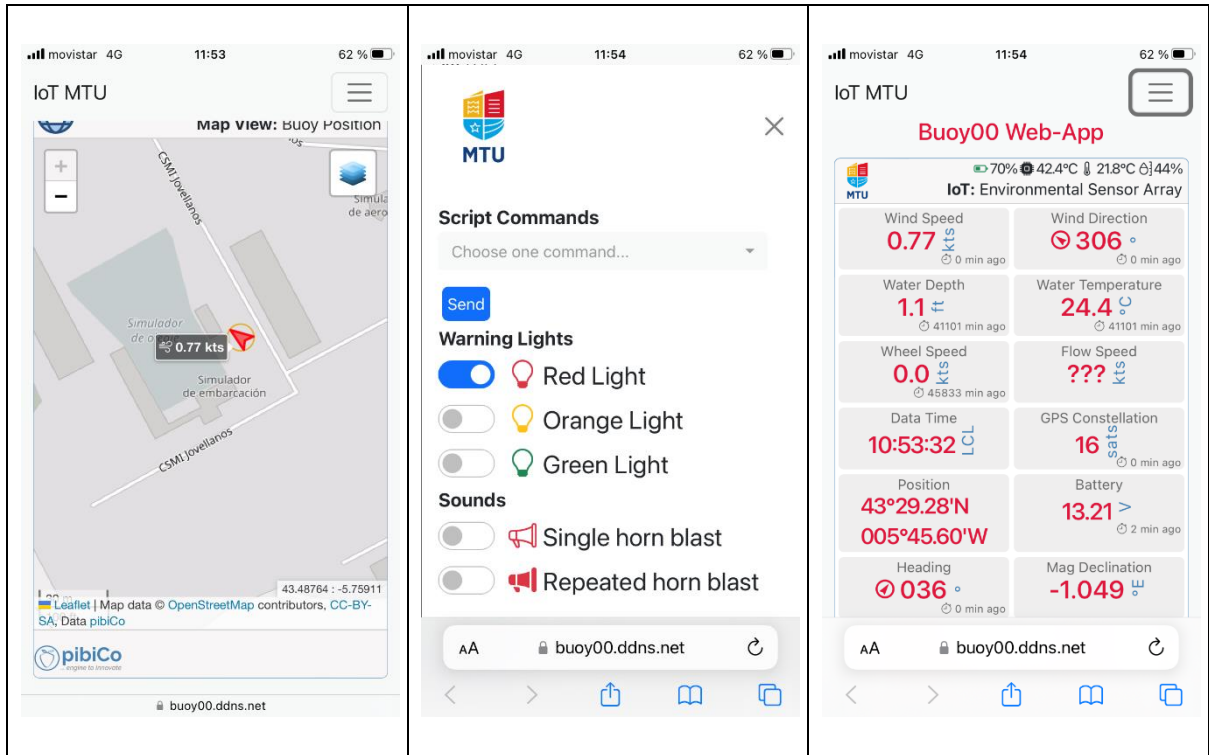 movistar 4G 11:53 62 %
IoT MTU
Map View: Buoy Position
+
−
CSMI Jovellanos
Simula
de aero
Simulador
de o
0.77 kts
Simulador
de embarcación
CSMI Jovellanos
43.48764 : -5.75911
Leaflet | Map data © OpenStreetMap contributors, CC-BY-
SA, Data pibiCo
pibiCo
...engine to innovate
buoy00.ddns.net
movistar 4G 11:54 62 %
MTU
Script Commands
Choose one command...
Send
Warning Lights
Red Light
Orange Light
Green Light
Sounds
Single horn blast
Repeated horn blast
AA buoy00.ddns.net
movistar 4G 11:54 62 %
IoT MTU
Buoy00 Web-App
70% 42.4°C 21.8°C 44%
MTU
IoT: Environmental Sensor Array
Wind Speed
0.77 kts
0 min ago
Wind Direction
306 °
0 min ago
Water Depth
1.1 ft
41101 min ago
Water Temperature
24.4 °C
41101 min ago
Wheel Speed
0.0 kts
45833 min ago
Flow Speed
??? kts
Data Time
10:53:32 LCL
GPS Constellation
16 sats
0 min ago
Position
43°29.28'N
005°45.60'W
Battery
13.21 V
2 min ago
Heading
036 °
0 min ago
Mag Declination
-1.049 °E
AA buoy00.ddns.net